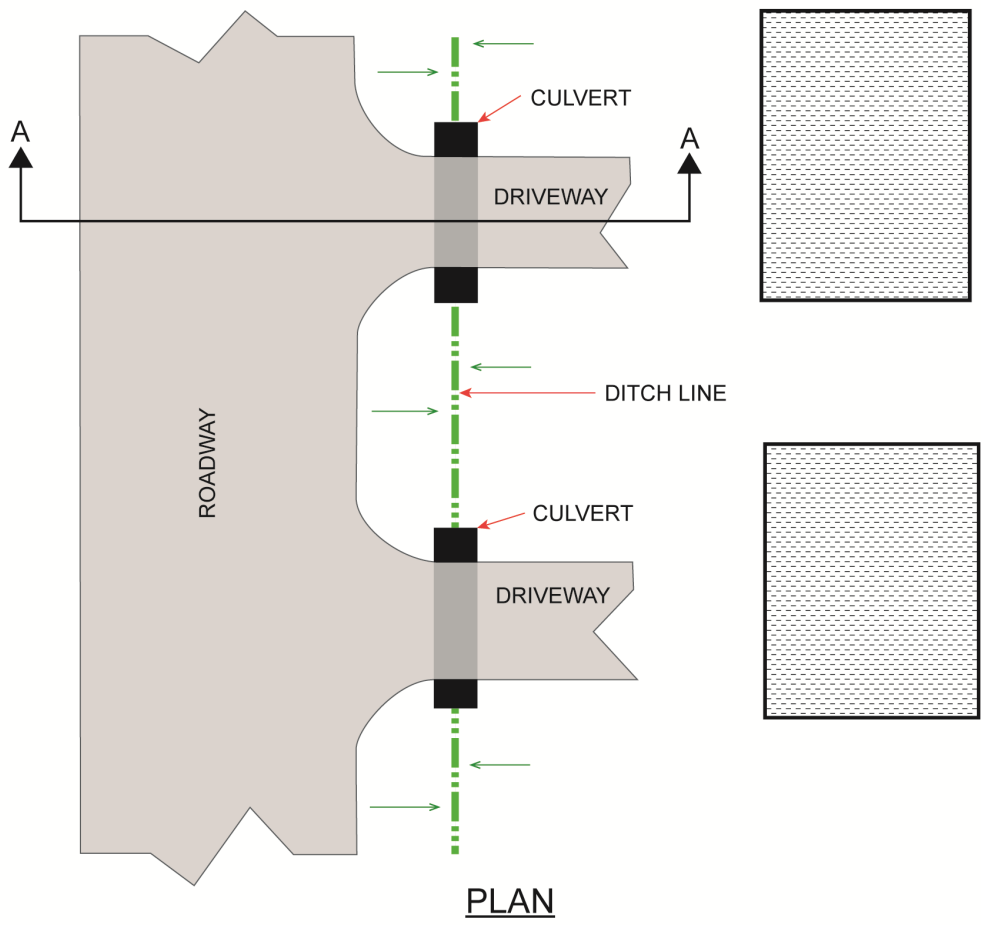 CULVERT
A
A
DRIVEWAY
DITCH LINE
ROADWAY
CULVERT
DRIVEWAY
PLAN